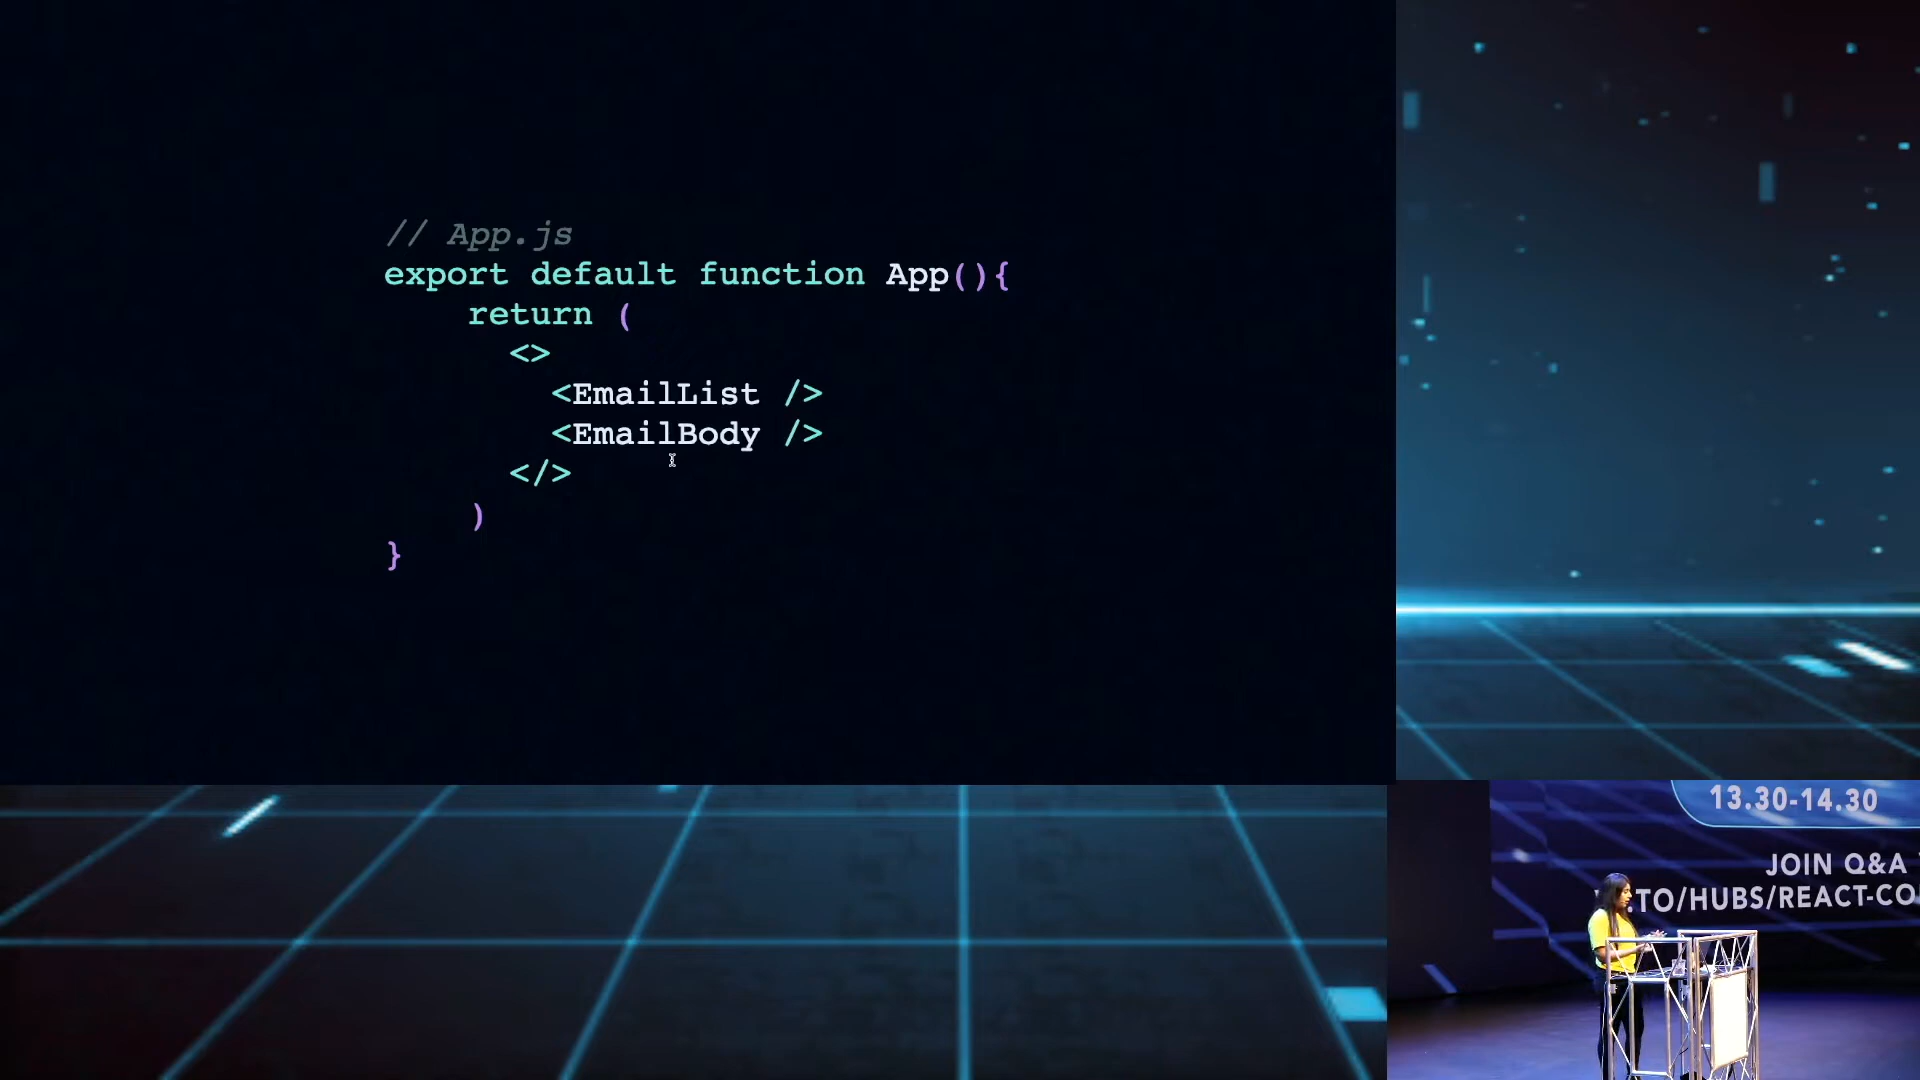 // App.js
export default function App(){
return (
<>
<EmailList />
<EmailBody />
</>
)
}
13.30-14.30
JOIN Q&A
.TO/HUBS/REACT-CO